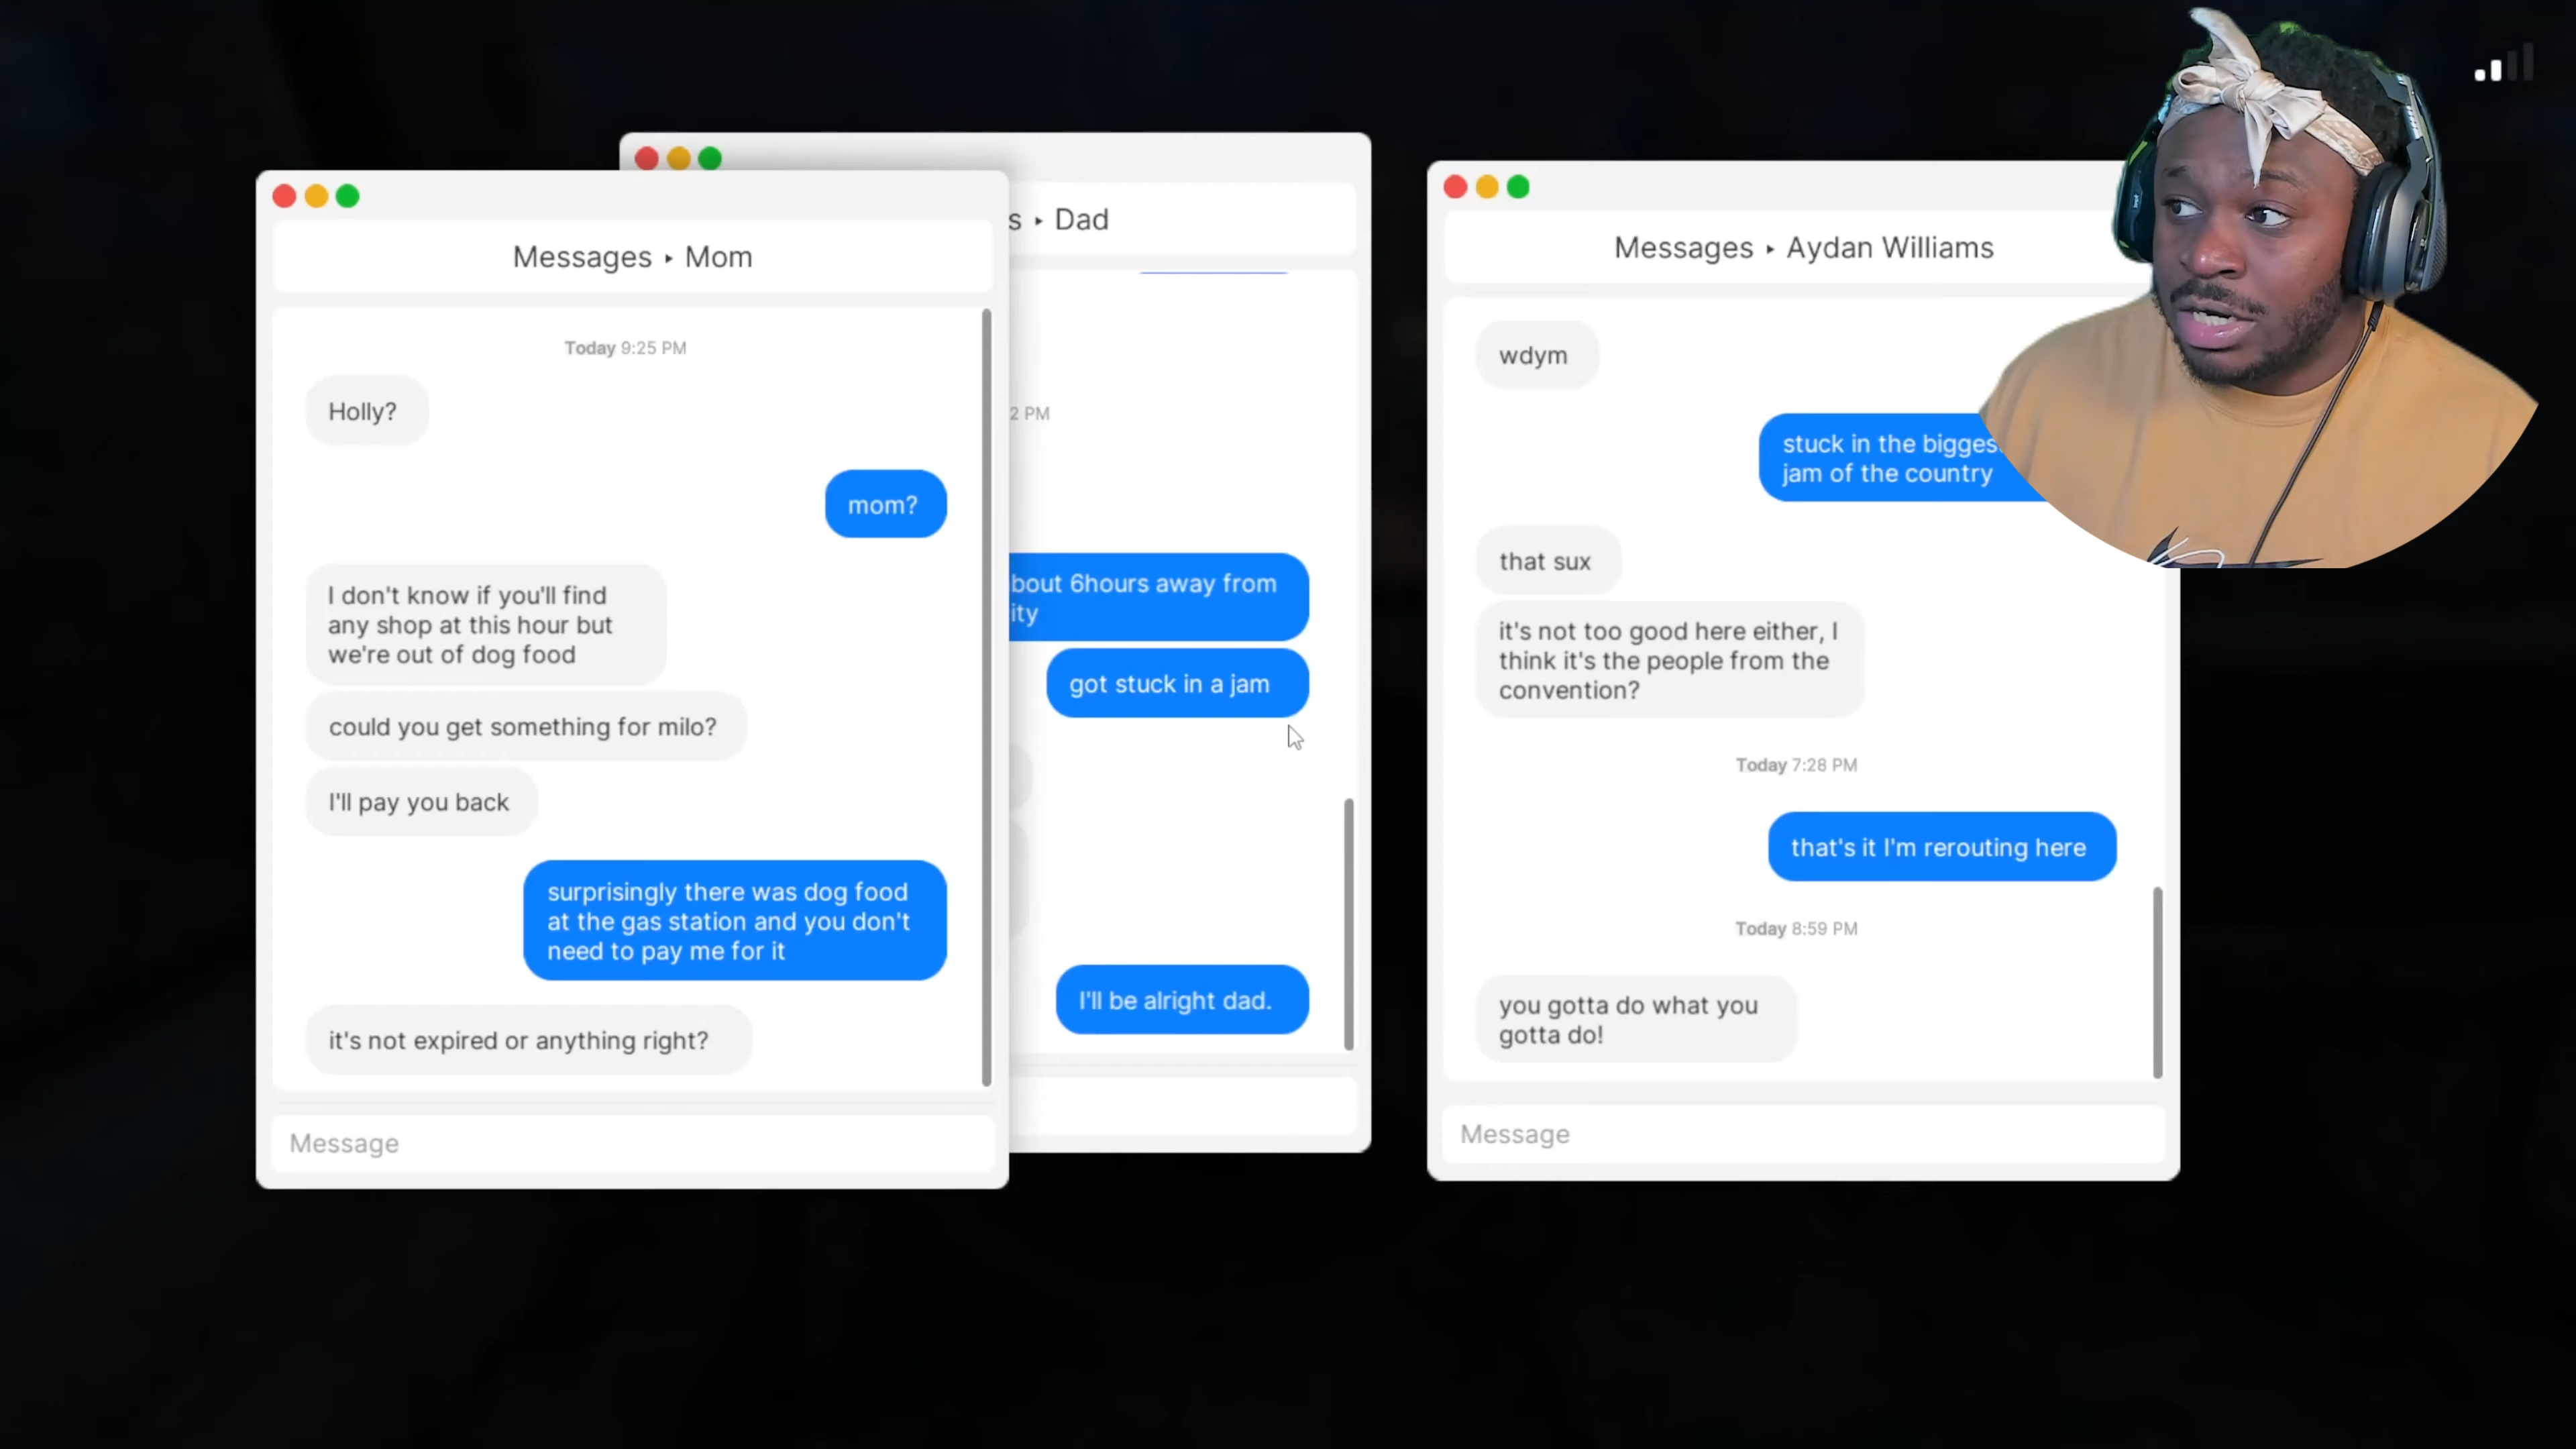 Messages ‣ Mom
Today 9:25 PM
Holly?
mom?
I don't know if you'll find
any shop at this hour but
we're out of dog food
could you get something for milo?
I'll pay you back
surprisingly there was dog food
at the gas station and you don't
need to pay me for it
it's not expired or anything right?
Message
s ‣ Dad
2 PM
bout 6hours away from
ity
got stuck in a jam
I'll be alright dad.
Messages ‣ Aydan Williams
wdym
stuck in the bigges
jam of the country
that sux
it's not too good here either, I
think it's the people from the
convention?
Today 7:28 PM
that's it I'm rerouting here
Today 8:59 PM
you gotta do what you
gotta do!
Message